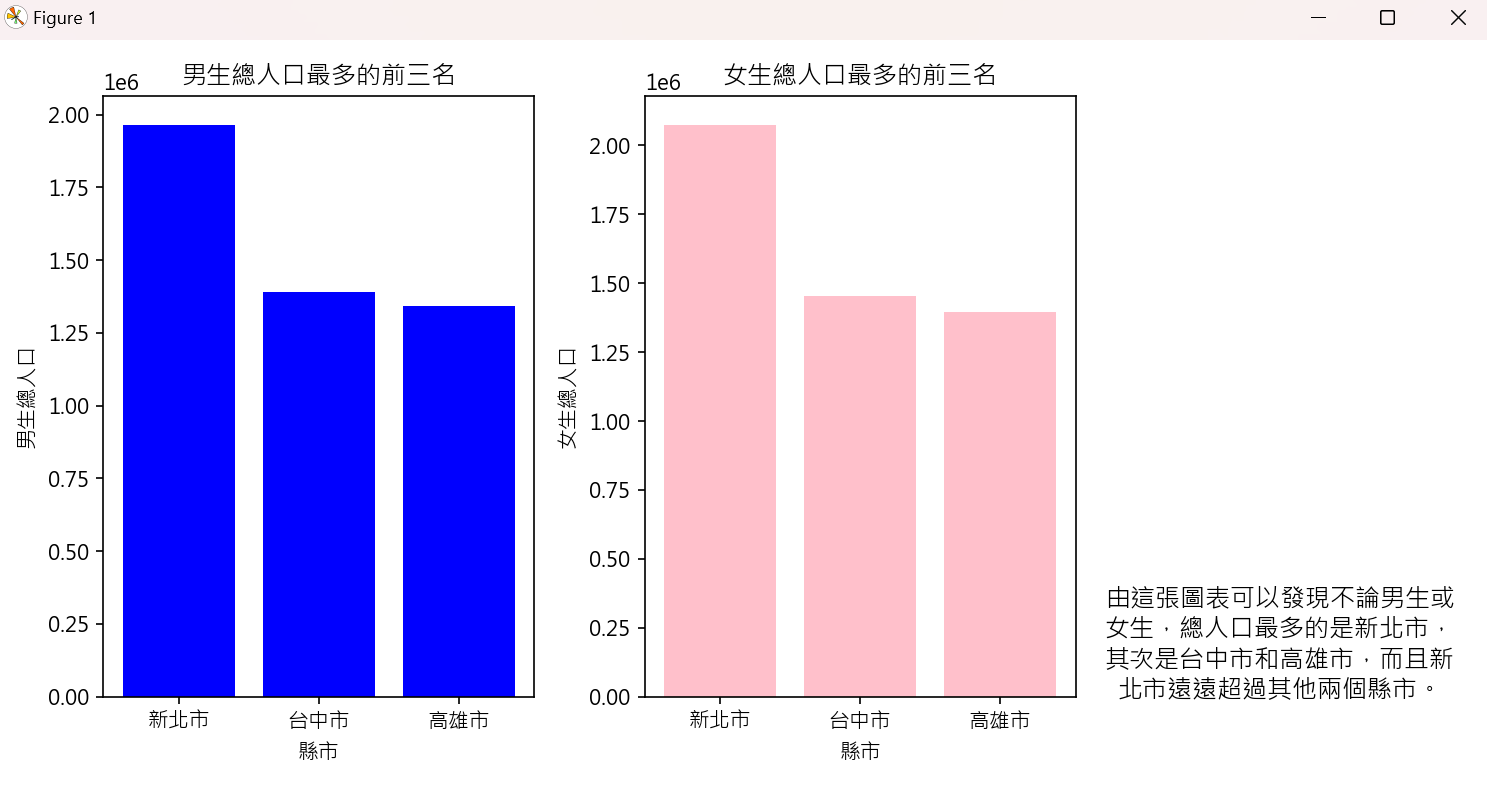 Figure 1
1e6
男生總人口最多的前三名
2.00
1.75
1.50
1.25
1.00
0.75
0.50
0.25
0.00
男生總人口
新北市 台中市 高雄市
縣市
1e6
女生總人口最多的前三名
2.00
1.75
1.50
1.25
1.00
0.75
0.50
0.25
0.00
女生總人口
新北市 台中市 高雄市
縣市
由這張圖表可以發現不論男生或
女生，總人口最多的是新北市，
其次是台中市和高雄市，而且新
北市遠遠超過其他兩個縣市。